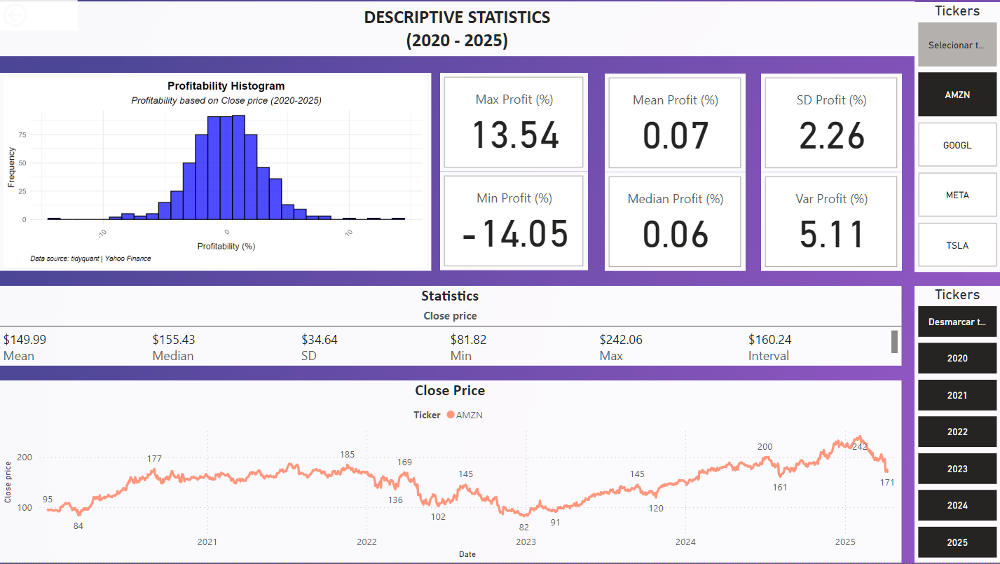 DESCRIPTIVE STATISTICS
(2020 - 2025)
Tickers
Selecionar t...
AMZN
GOOGL
META
TSLA
Profitability Histogram
Profitability based on Close price (2020-2025)
Frequency
75
50
25
0
-10
0
10
Profitability (%)
Data source: tidyquant | Yahoo Finance
Max Profit (%)
13.54
Mean Profit (%)
0.07
SD Profit (%)
2.26
Min Profit (%)
-14.05
Median Profit (%)
0.06
Var Profit (%)
5.11
Statistics
Close price
$149.99
Mean
$155.43
Median
$34.64
SD
$81.82
Min
$242.06
Max
$160.24
Interval
Tickers
Desmarcar t...
2020
2021
2022
2023
2024
2025
Close Price
Ticker AMZN
Close price
200
100
95
84
177
185
136
169
102
145
82
91
145
120
200
161
242
171
2021
2022
2023
2024
2025
Date